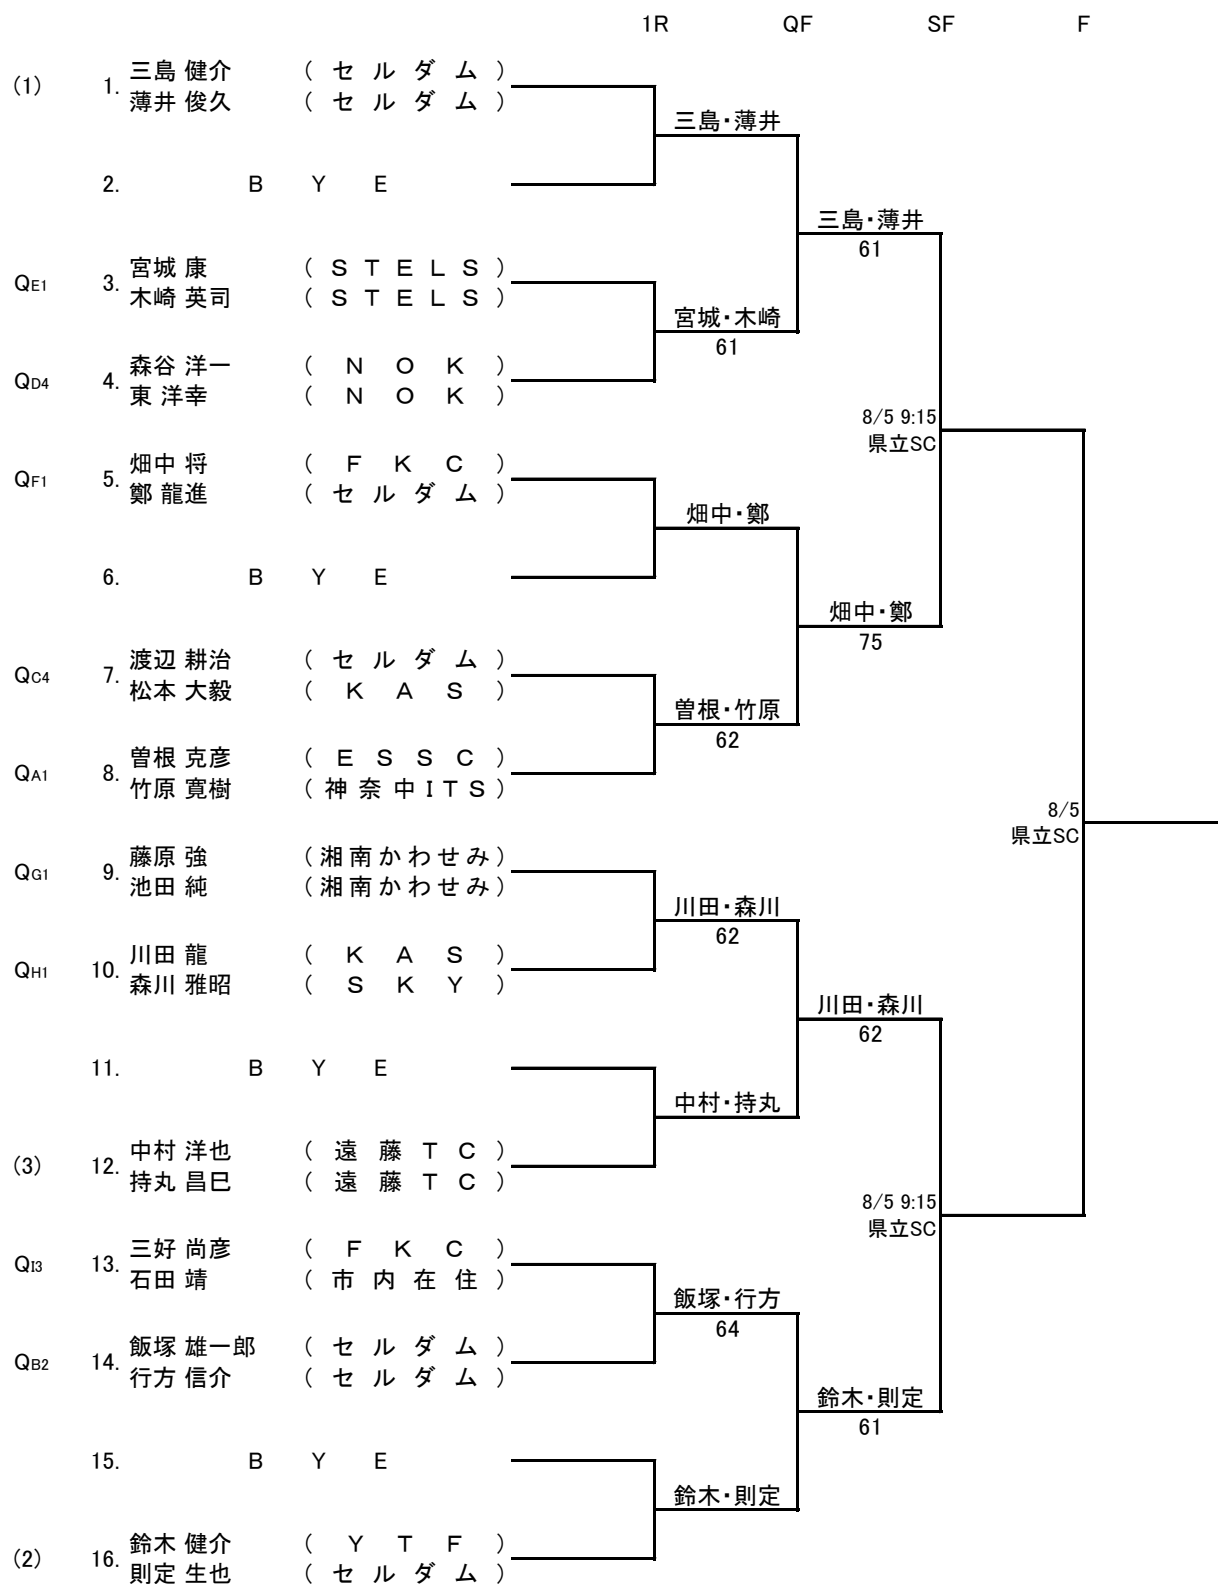 1R QF SF F
三島 健介 (セルダム)
(1) 1.
薄井 俊久 (セルダム)
三島・薄井
2. B Y E
三島・薄井
61
宮城 康 (STELS)
QE1 3.
木崎 英司 (STELS)
宮城・木崎
61
森谷 洋一 (NOK)
QD4 4.
東 洋幸 (NOK)
8/5 9:15
県立SC
畑中 将 (FKC)
QF1 5.
鄭 龍進 (セルダム)
畑中・鄭
6. B Y E
畑中・鄭
75
渡辺 耕治 (セルダム)
QC4 7.
松本 大毅 (KAS)
曽根・竹原
62
曽根 克彦 (ESSC)
QA1 8.
竹原 寛樹 (神奈中ITS)
8/5
県立SC
藤原 強 (湘南かわせみ)
QG1 9.
池田 純 (湘南かわせみ)
川田・森川
62
川田 龍 (KAS)
QH1 10.
森川 雅昭 (SKY)
川田・森川
62
11. B Y E
中村・持丸
中村 洋也 (遠藤TC)
(3) 12.
持丸 昌巳 (遠藤TC)
8/5 9:15
県立SC
三好 尚彦 (FKC)
QI3 13.
石田 靖 (市内在住)
飯塚・行方
64
飯塚 雄一郎 (セルダム)
QB2 14.
行方 信介 (セルダム)
鈴木・則定
61
15. B Y E
鈴木・則定
鈴木 健介 (YTF)
(2) 16.
則定 生也 (セルダム)